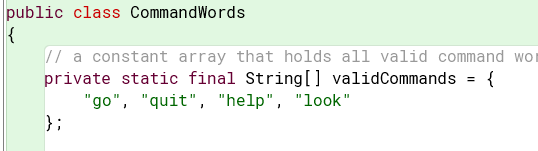 public class CommandWords
{
// a constant array that holds all valid command
private static final String[] validCommands = {
"go", "quit", "help", "look"
};